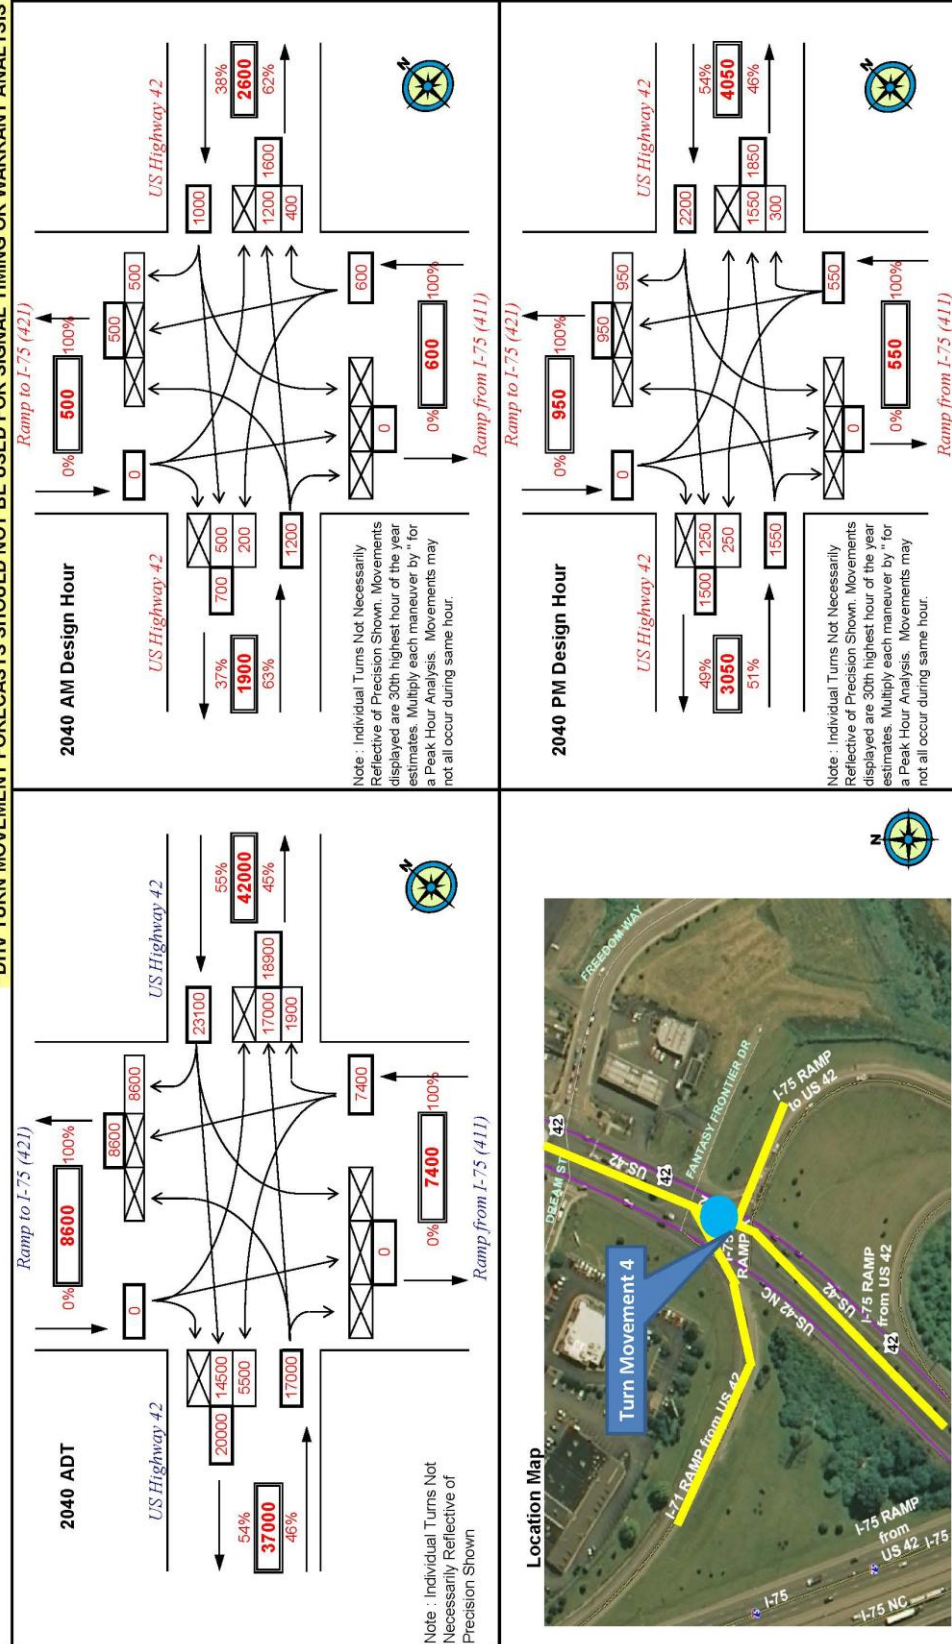 DHV TURN MOVEMENT FORECASTS SHOULD NOT BE USED FOR SIGNAL TIMING OR WARRANT ANALYSIS
2040 ADT
Ramp to I-75 (421)
0%
8600
100%
US Highway 42
US Highway 42
0
8600
8600
54%
37000
46%
20000
14500
5500
17000
23100
17000
1900
18900
55%
42000
45%
0
7400
0%
7400
100%
Ramp from I-75 (411)
N
Note : Individual Turns Not
Necessarily Reflective of
Precision Shown
2040 AM Design Hour
Ramp to I-75 (421)
0%
500
100%
US Highway 42
US Highway 42
0
500
500
37%
1900
63%
700
500
200
1200
1000
1200
400
1600
38%
2600
62%
0
600
0%
600
100%
Ramp from I-75 (411)
N
Note : Individual Turns Not Necessarily
Reflective of Precision Shown. Movements
displayed are 30th highest hour of the year
estimates. Multiply each maneuver by " for
a Peak Hour Analysis. Movements may
not all occur during same hour.
Location Map
N
DREAM ST
FREEDOM WAY
US-42
42
42
FANTASY FRONTIER DR
I-75 RAMP
to US 42
Turn Movement 4
I-75
RAMP
I-71 RAMP from US 42
US-42 NC
US-42
I-75 RAMP
from US 42
42
I-75 RAMP
from
US 42
I-75
I-75
75
75
I-75 NC
2040 PM Design Hour
Ramp to I-75 (421)
0%
950
100%
US Highway 42
US Highway 42
0
950
950
49%
3050
51%
1500
1250
250
1550
2200
1550
300
1850
54%
4050
46%
0
550
0%
550
100%
Ramp from I-75 (411)
N
Note : Individual Turns Not Necessarily
Reflective of Precision Shown. Movements
displayed are 30th highest hour of the year
estimates. Multiply each maneuver by " for
a Peak Hour Analysis. Movements may
not all occur during same hour.